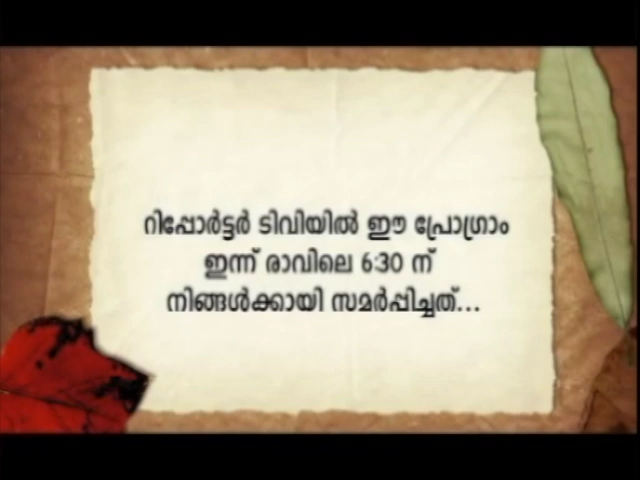 റിപ്പോർട്ടർ ടിവിയിൽ ഈ പ്രോഗ്രാം
ഇന്ന് രാവിലെ 6:30 ന്
നിങ്ങൾക്കായി സമർപ്പിച്ചത്...